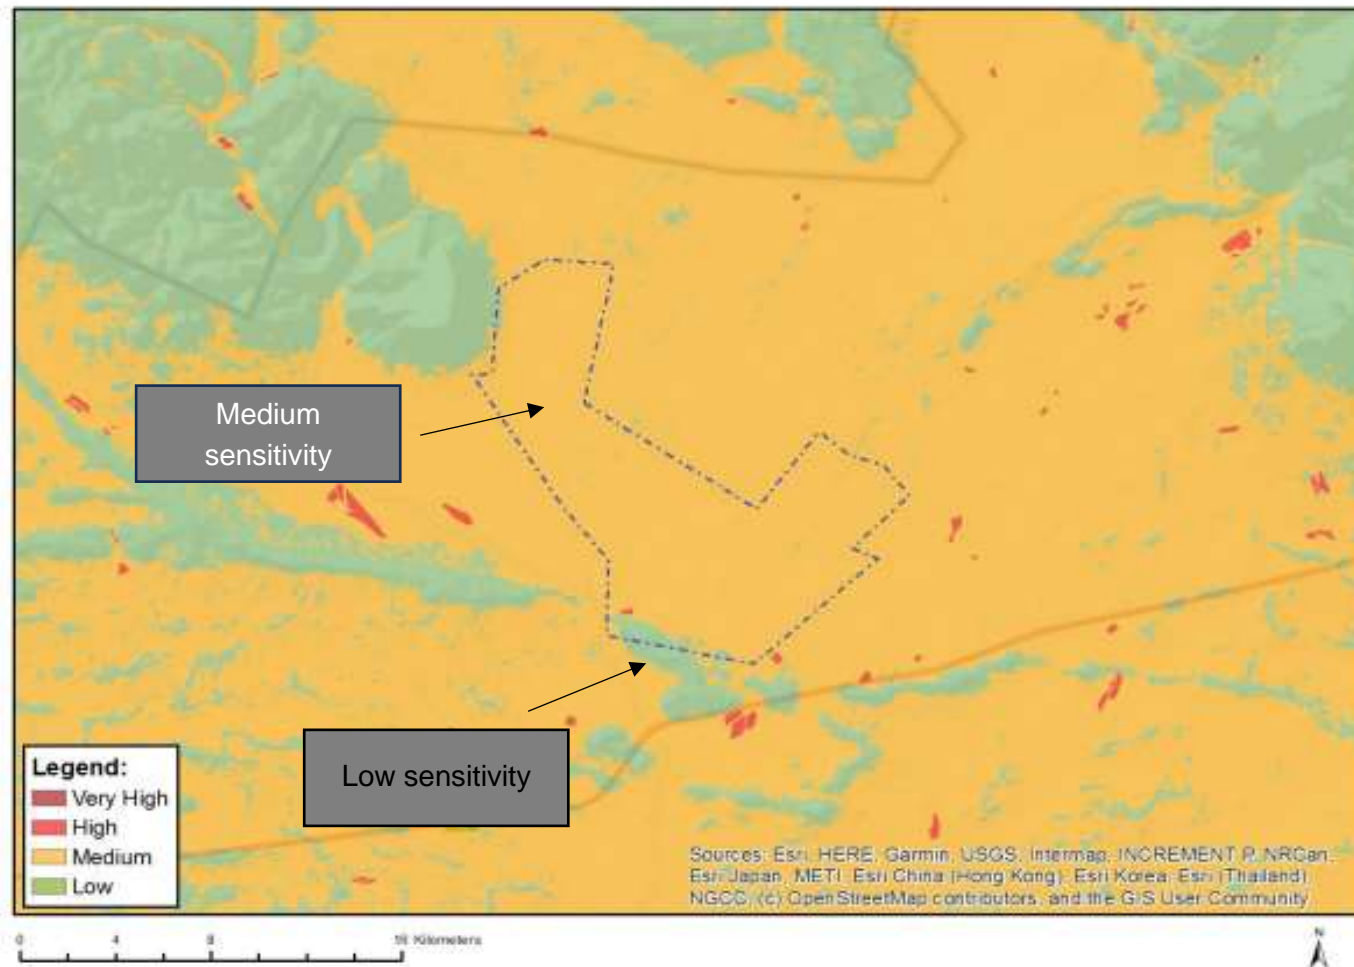 Medium
sensitivity
Low sensitivity
Legend:
Very High
High
Medium
Low
Sources: Esri, HERE, Garmin, USGS, Intermap, INCREMENT P, NRCan,
Esri Japan, METI, Esri China (Hong Kong), Esri Korea, Esri (Thailand),
NGCC, (c) OpenStreetMap contributors, and the GIS User Community
0 4 8 16 Kilometers
N